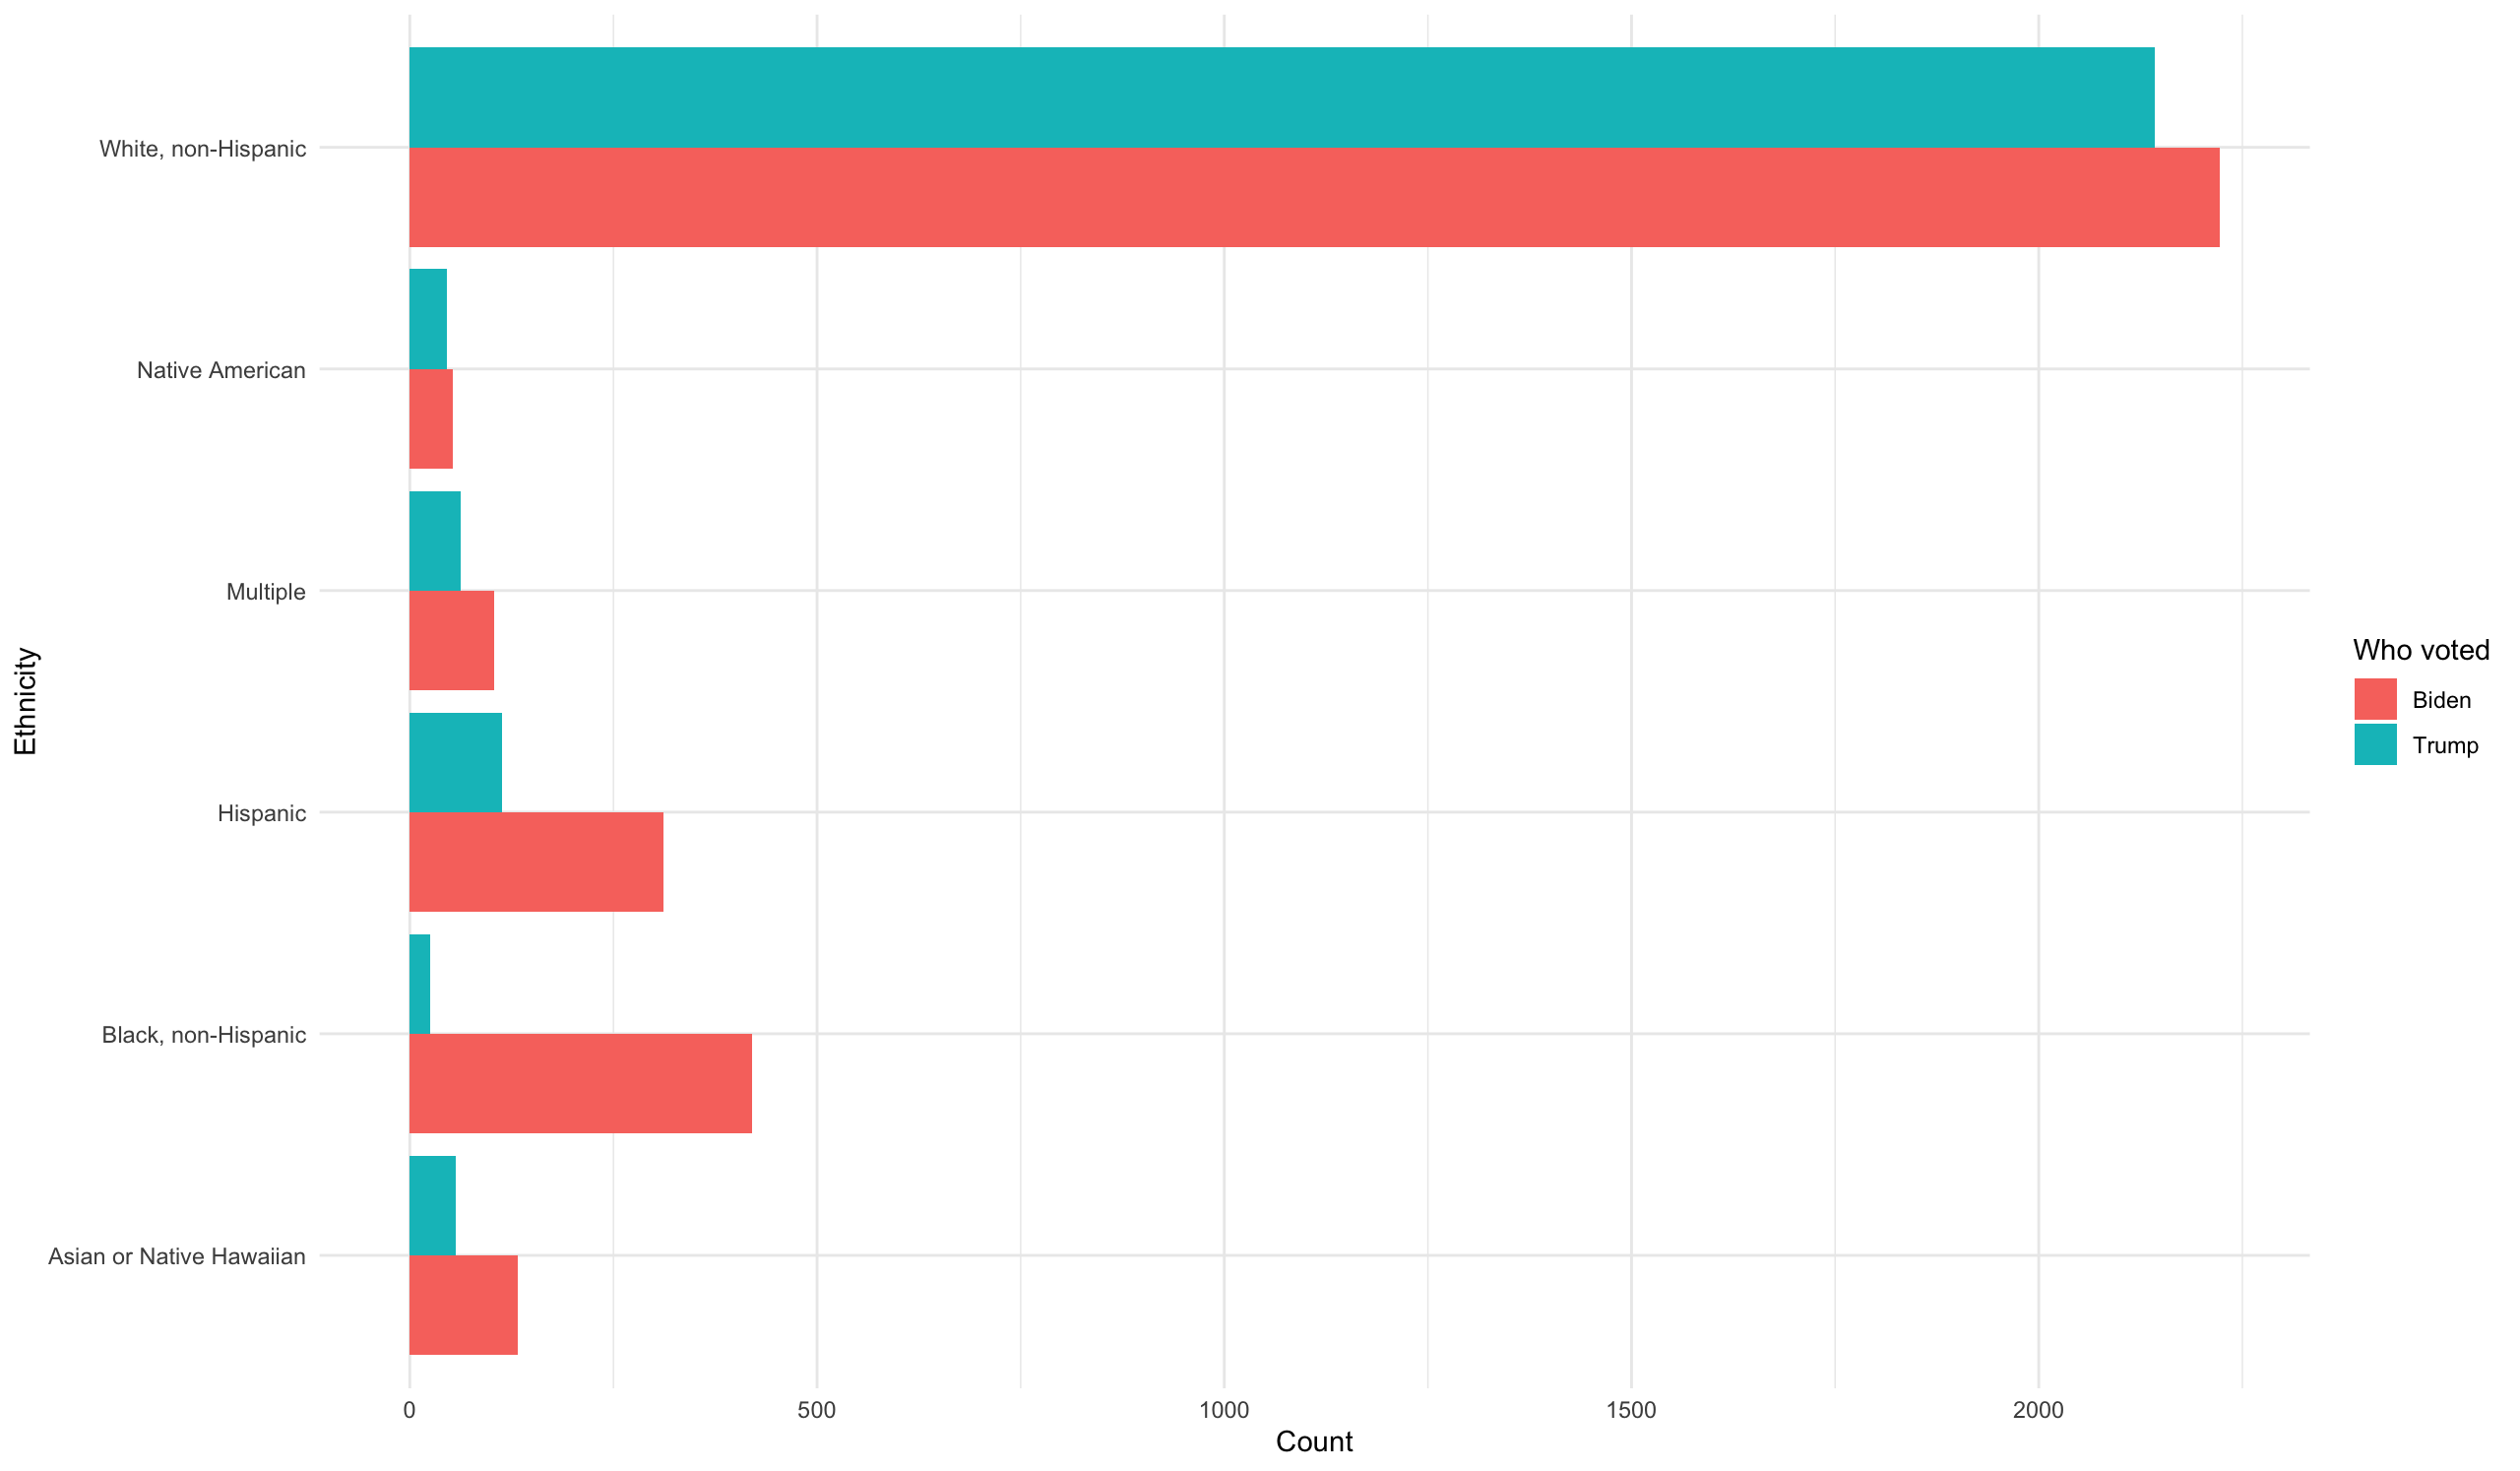 White, non-Hispanic
Native American
Multiple
Hispanic
Black, non-Hispanic
Asian or Native Hawaiian
Ethnicity
0 500 1000 1500 2000
Count
Who voted
Biden
Trump